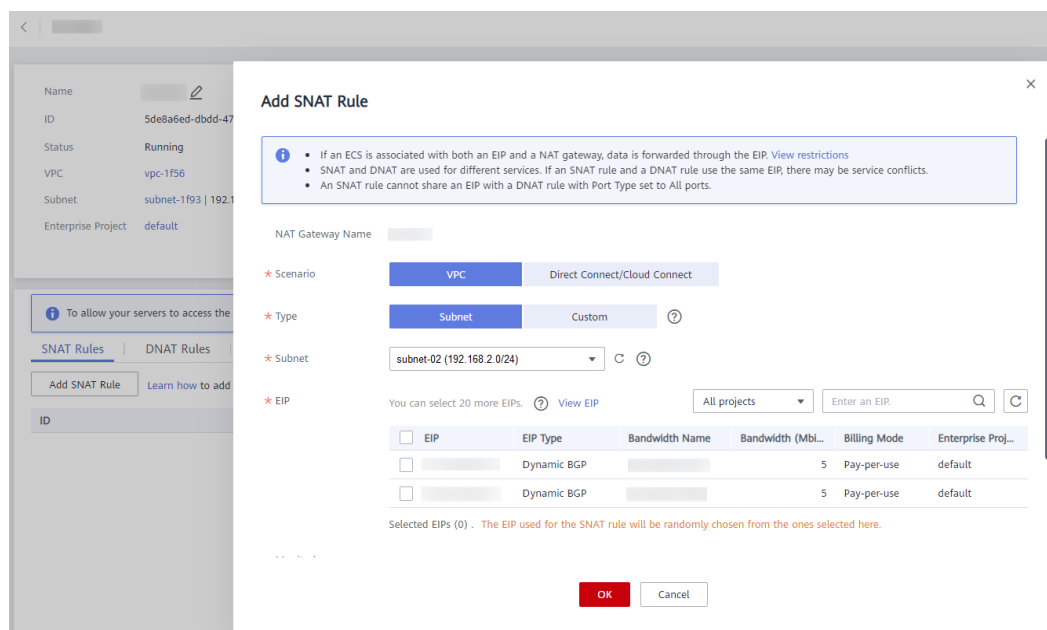 Name
ID 5de8a6ed-dbdd-47
Status Running
VPC vpc-1f56
Subnet subnet-1f93 | 192.1
Enterprise Project default
To allow your servers to access the
SNAT Rules DNAT Rules
Add SNAT Rule Learn how to add
ID
Add SNAT Rule
• If an ECS is associated with both an EIP and a NAT gateway, data is forwarded through the EIP. View restrictions
• SNAT and DNAT are used for different services. If an SNAT rule and a DNAT rule use the same EIP, there may be service conflicts.
• An SNAT rule cannot share an EIP with a DNAT rule with Port Type set to All ports.
NAT Gateway Name
* Scenario VPC Direct Connect/Cloud Connect
* Type Subnet Custom ?
* Subnet subnet-02 (192.168.2.0/24) ?
* EIP You can select 20 more EIPs. ? View EIP All projects Enter an EIP.
EIP EIP Type Bandwidth Name Bandwidth (Mbi... Billing Mode Enterprise Proj...
Dynamic BGP 5 Pay-per-use default
Dynamic BGP 5 Pay-per-use default
Selected EIPs (0) . The EIP used for the SNAT rule will be randomly chosen from the ones selected here.
OK Cancel